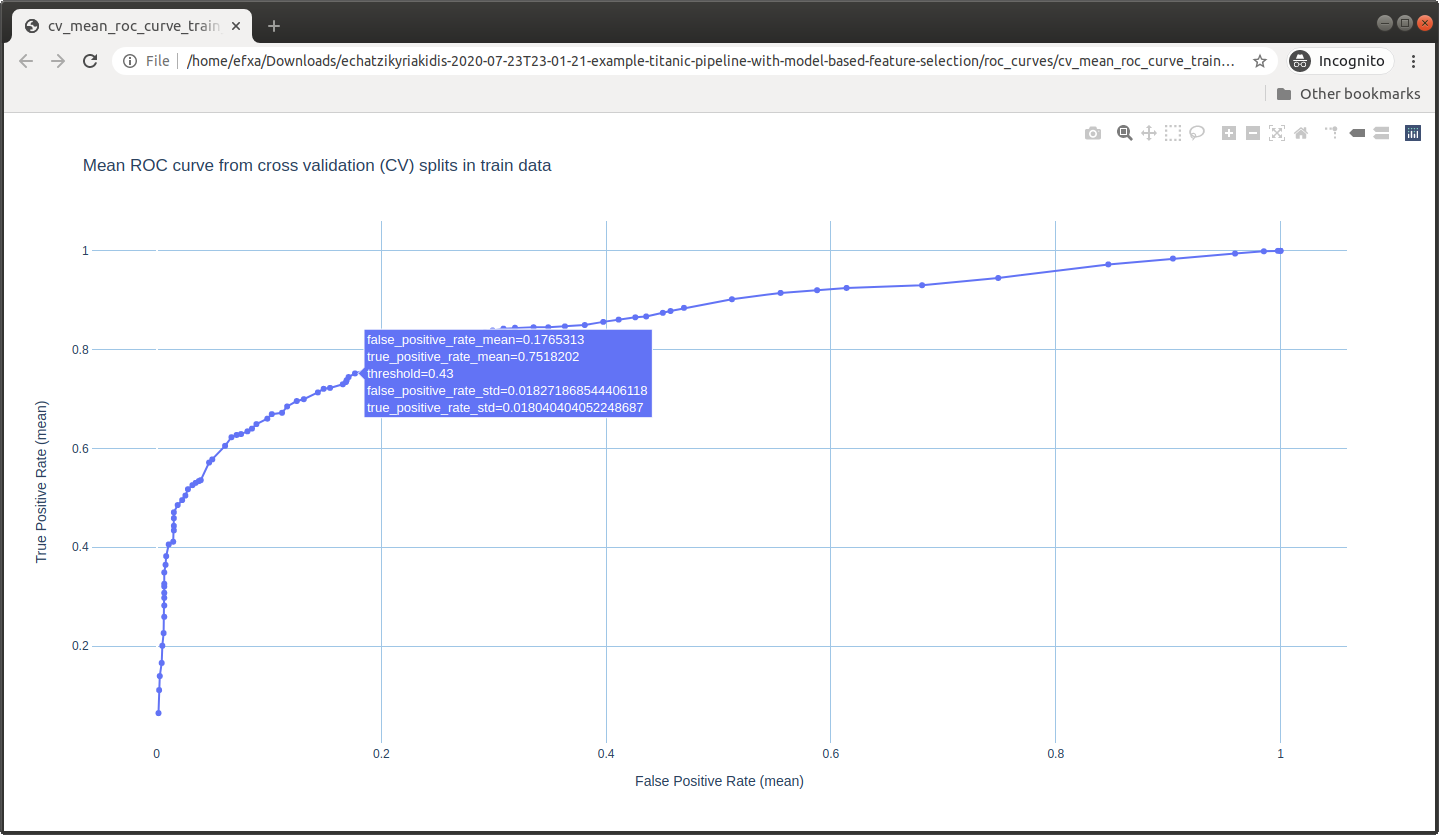 cv_mean_roc_curve_train
File
/home/efxa/Downloads/echatzikyriakidis-2020-07-23T23-01-21-example-titanic-pipeline-with-model-based-feature-selection/roc_curves/cv_mean_roc_curve_train...
Incognito
Other bookmarks
Mean ROC curve from cross validation (CV) splits in train data
1
0.8
0.6
0.4
0.2
True Positive Rate (mean)
false_positive_rate_mean=0.1765313
true_positive_rate_mean=0.7518202
threshold=0.43
false_positive_rate_std=0.018271868544406118
true_positive_rate_std=0.018040404052248687
0
0.2
0.4
0.6
0.8
1
False Positive Rate (mean)